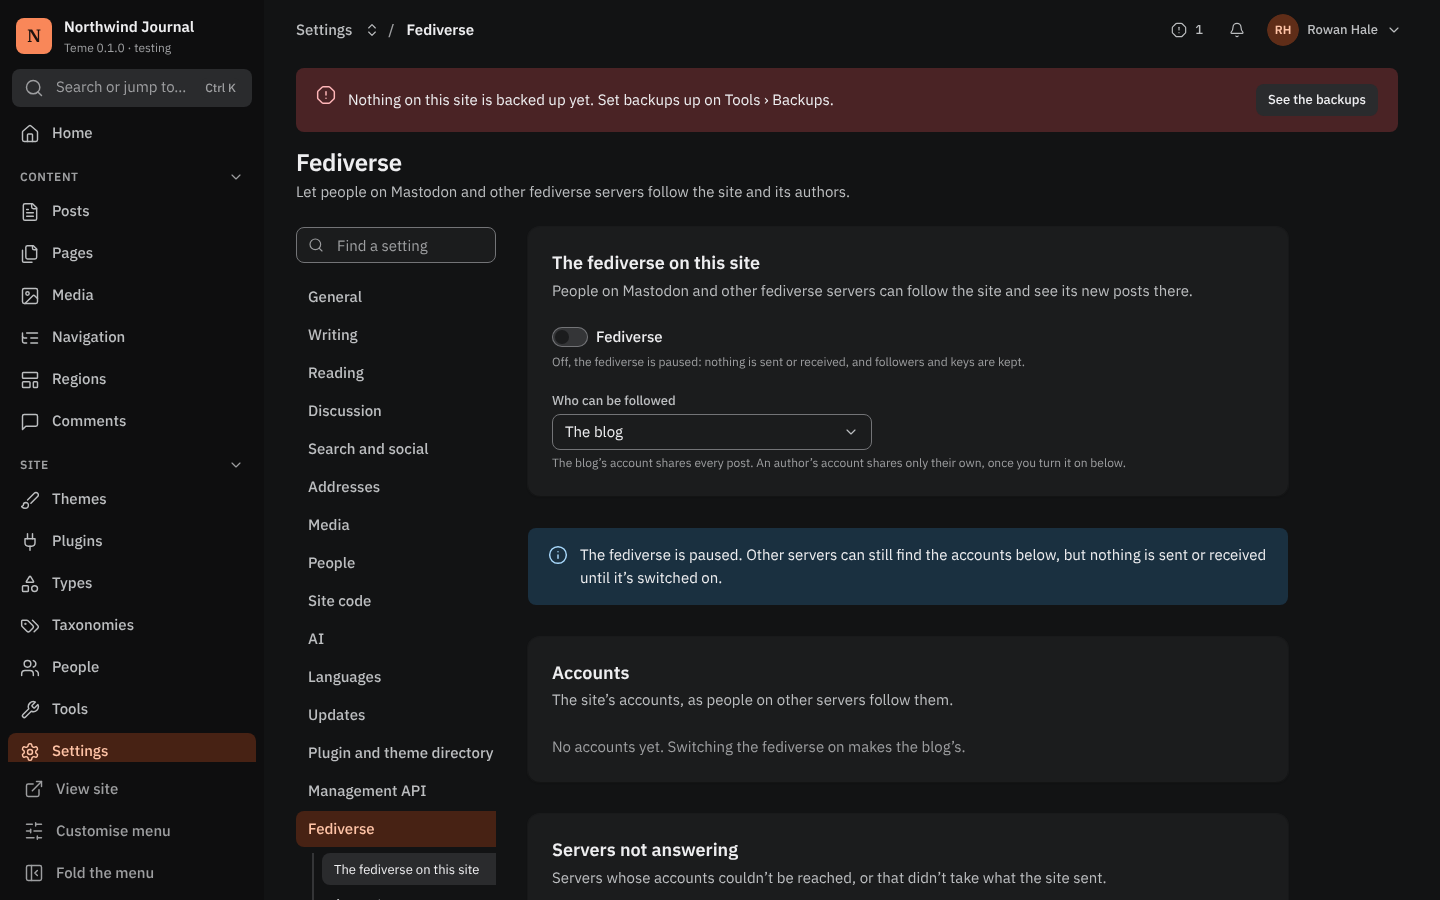 N
Northwind Journal
Teme 0.1.0 · testing
Search or jump to...
Ctrl K
Home
CONTENT
Posts
Pages
Media
Navigation
Regions
Comments
SITE
Themes
Plugins
Types
Taxonomies
People
Tools
Settings
View site
Customise menu
Fold the menu
Settings / Fediverse
1
RH
Rowan Hale
Nothing on this site is backed up yet. Set backups up on Tools › Backups.
See the backups
Fediverse
Let people on Mastodon and other fediverse servers follow the site and its authors.
Find a setting
General
Writing
Reading
Discussion
Search and social
Addresses
Media
People
Site code
AI
Languages
Updates
Plugin and theme directory
Management API
Fediverse
The fediverse on this site
The fediverse on this site
People on Mastodon and other fediverse servers can follow the site and see its new posts there.
Fediverse
Off, the fediverse is paused: nothing is sent or received, and followers and keys are kept.
Who can be followed
The blog
The blog’s account shares every post. An author’s account shares only their own, once you turn it on below.
The fediverse is paused. Other servers can still find the accounts below, but nothing is sent or received
until it’s switched on.
Accounts
The site’s accounts, as people on other servers follow them.
No accounts yet. Switching the fediverse on makes the blog’s.
Servers not answering
Servers whose accounts couldn’t be reached, or that didn’t take what the site sent.